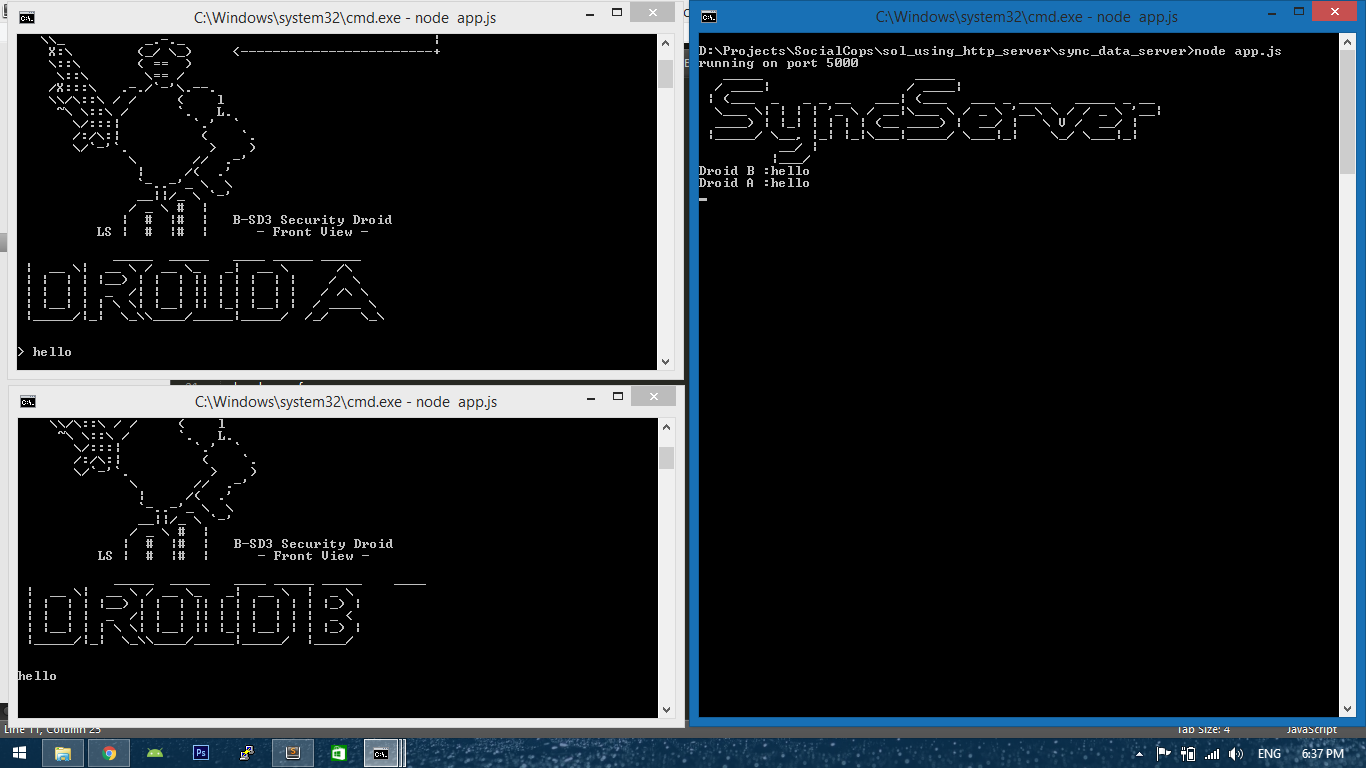 C:\Windows\system32\cmd.exe - node  app.js
B-SD3 Security Droid
LS
- Front View -
DROID A
> hello
C:\Windows\system32\cmd.exe - node  app.js
B-SD3 Security Droid
LS
- Front View -
DROID B
hello
C:\Windows\system32\cmd.exe - node  app.js
D:\Projects\SocialCops\sol_using_http_server\sync_data_server>node app.js
running on port 5000
SyncServer
Droid B :hello
Droid A :hello
Line 11, Column 25
Tab Size: 4
JavaScript
ENG
6:37 PM